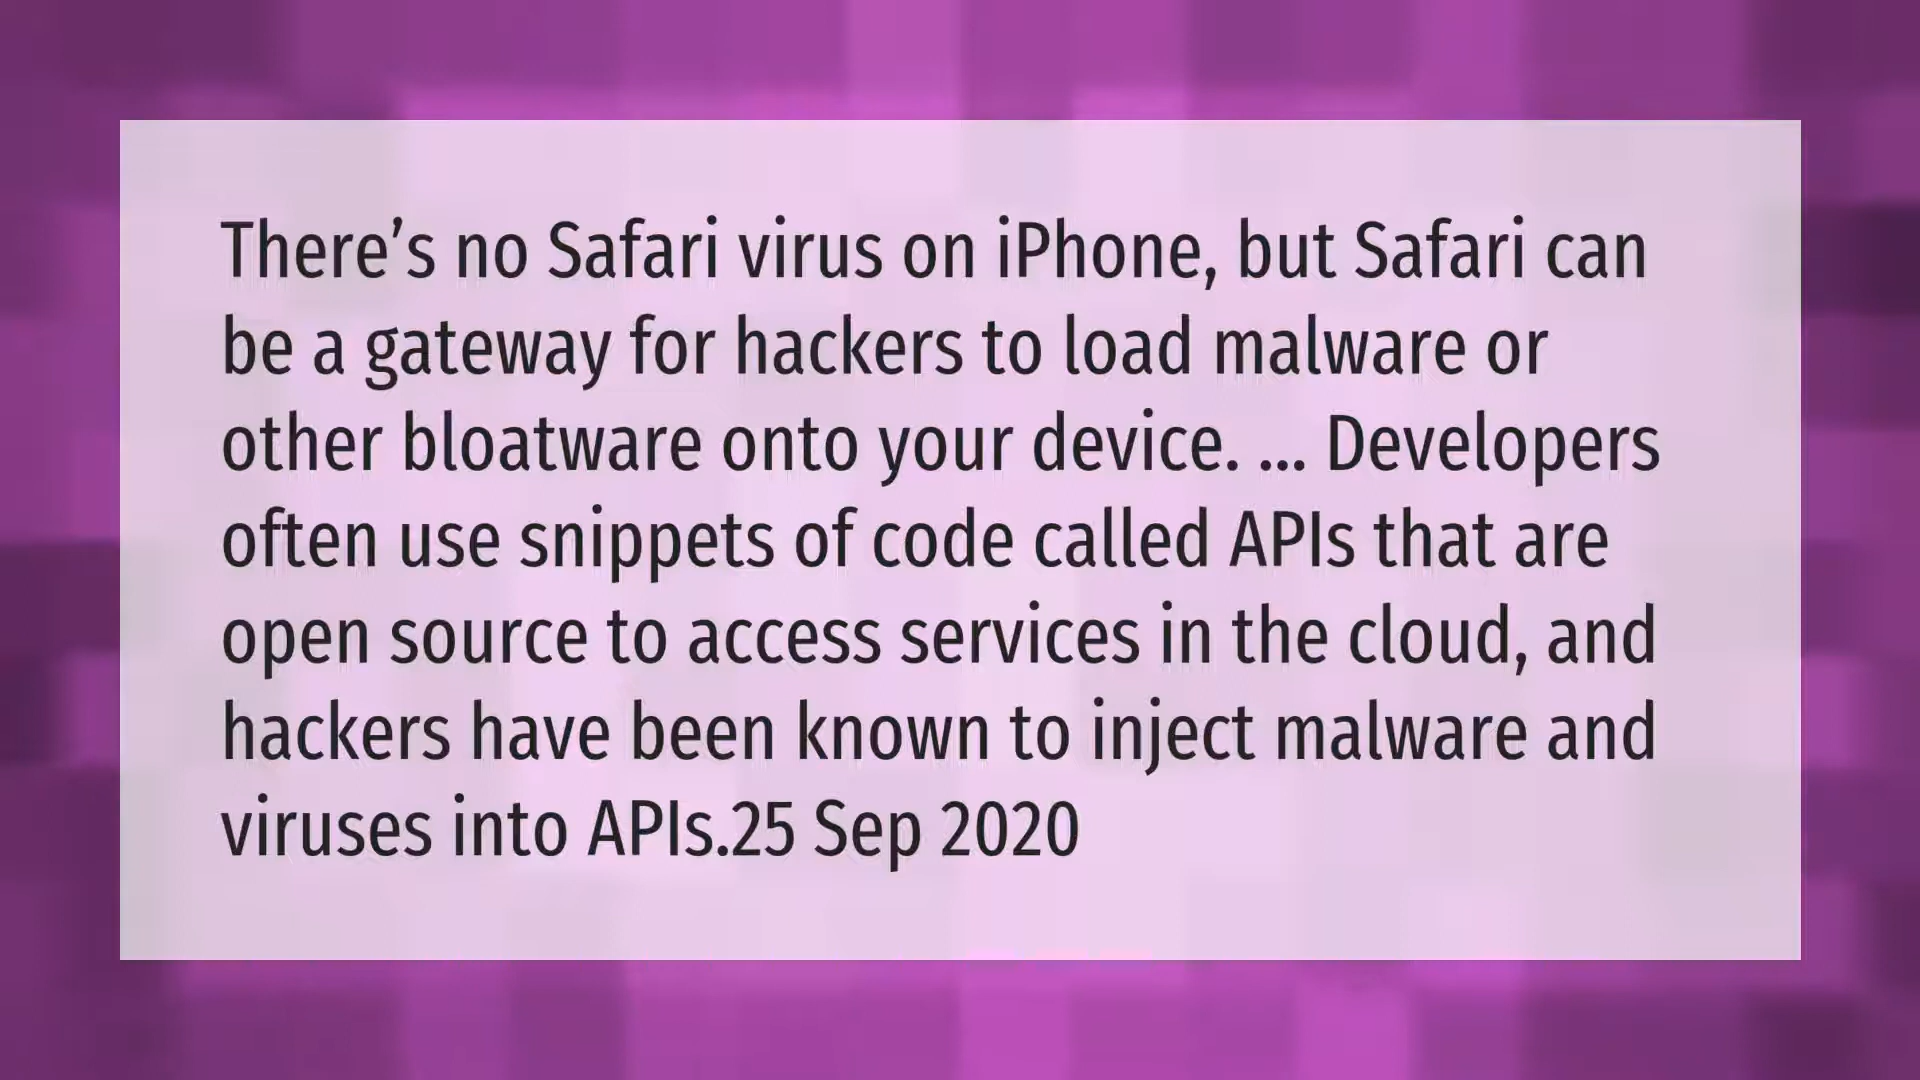 There’s no Safari virus on iPhone, but Safari can
be a gateway for hackers to load malware or
other bloatware onto your device. ... Developers
often use snippets of code called APIs that are
open source to access services in the cloud, and
hackers have been known to inject malware and
viruses into APIs.25 Sep 2020